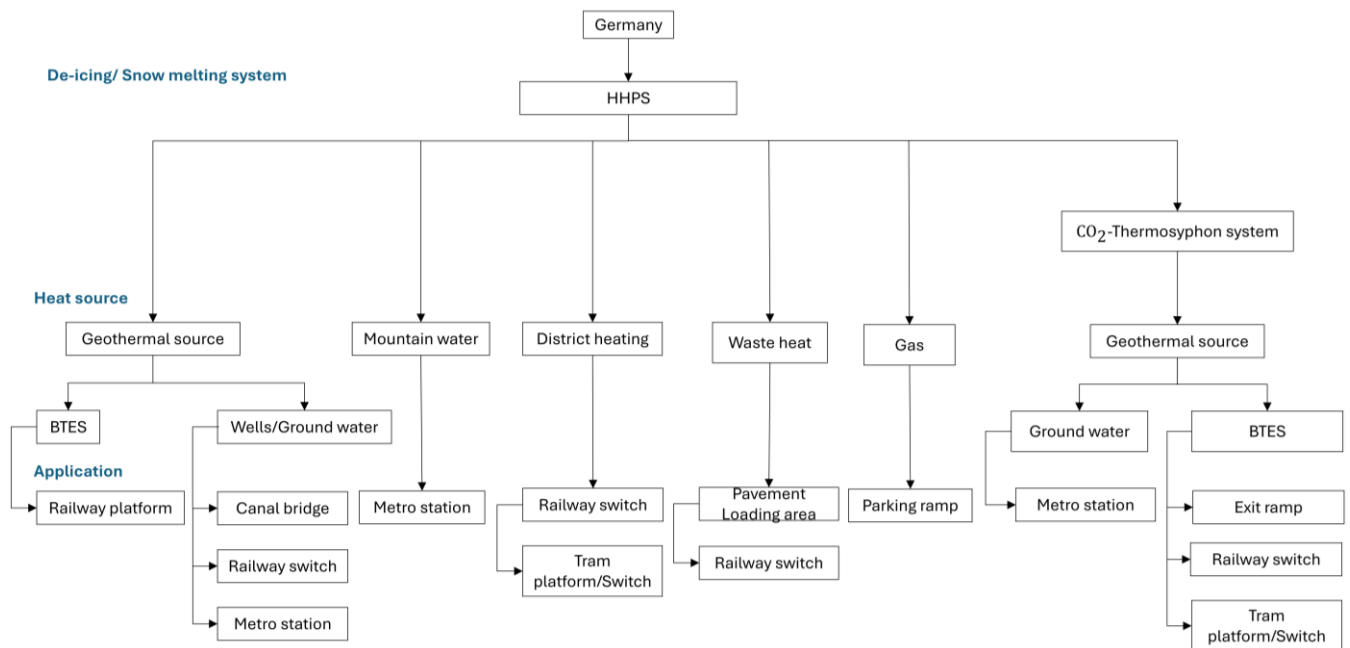 Germany
De-icing/ Snow melting system
HHPS
CO₂-Thermosyphon system
Heat source
Geothermal source
Mountain water
District heating
Waste heat
Gas
Geothermal source
BTES
Wells/Ground water
Ground water
BTES
Application
Railway platform
Canal bridge
Metro station
Railway switch
Pavement
Loading area
Parking ramp
Metro station
Exit ramp
Railway switch
Tram
platform/Switch
Railway switch
Railway switch
Metro station
Tram
platform/Switch